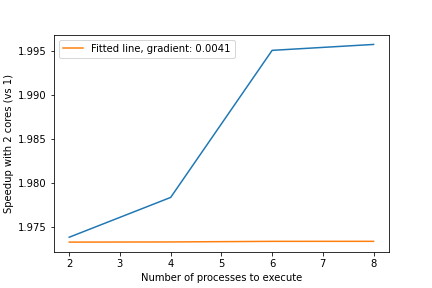 Fitted line, gradient: 0.0041
1.995
1.990
1.985
1.980
1.975
Speedup with 2 cores (vs 1)
2 3 4 5 6 7 8
Number of processes to execute